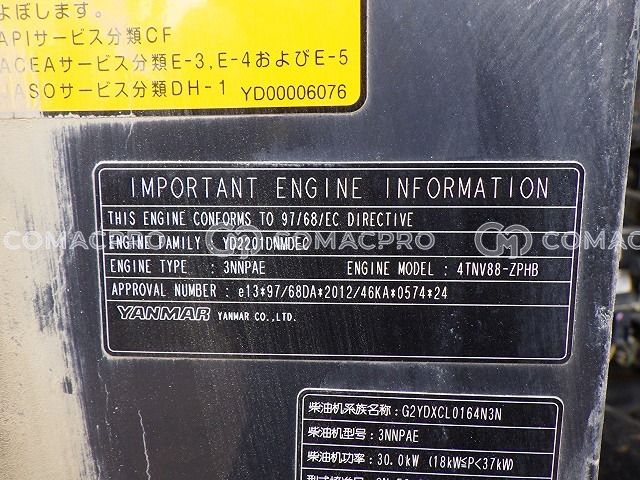 よぼします。
APIサービス分類CF
ACEAサービス分類E-3,E-4およびE-5
JASOサービス分類DH-1 YD00006076
IMPORTANT ENGINE INFORMATION
THIS ENGINE CONFORMS TO 97/68/EC DIRECTIVE
ENGINE FAMILY : YD2201DNMDEC
ENGINE TYPE : 3NNPAE ENGINE MODEL : 4TNV88-ZPHB
APPROVAL NUMBER : e13*97/68DA*2012/46KA*0574*24
YANMAR YANMAR CO.,LTD.
COMACPRO COMACPRO
柴油机系族名称: G2YDXCL0164N3N
柴油机型号: 3NNPAE
柴油机功率: 30.0kW (18kW≦P<37kW)